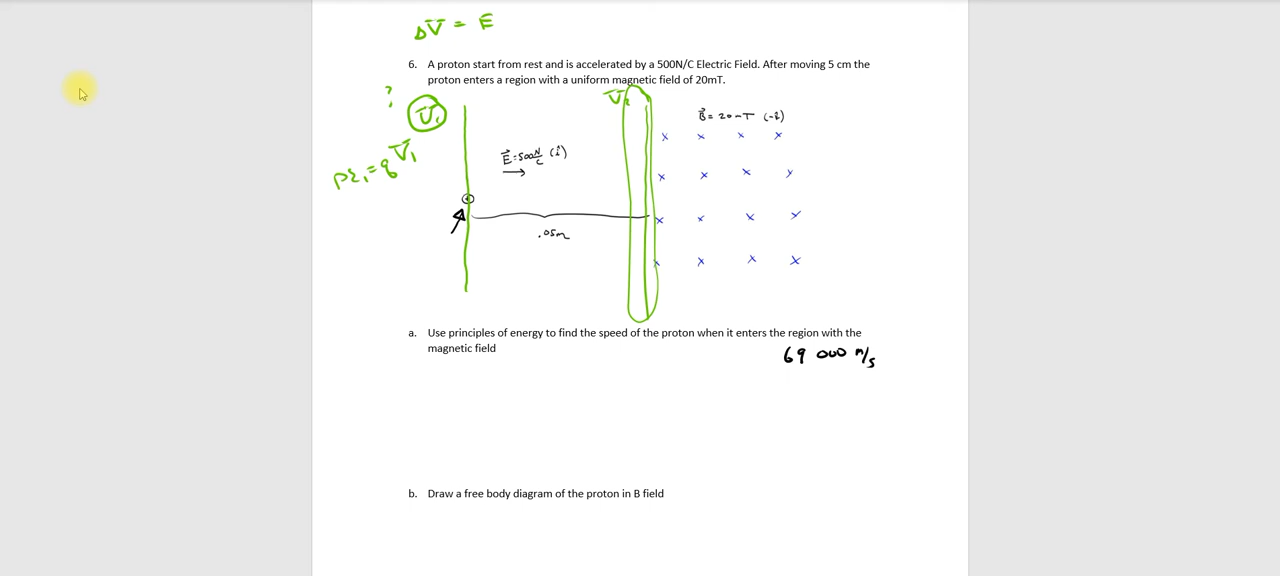 ΔV = E
6. A proton start from rest and is accelerated by a 500N/C Electric Field. After moving 5 cm the
proton enters a region with a uniform magnetic field of 20mT.
?
V₁
V₂
B⃗ = 20mT (-k̂)
PE₁ = q V₁
E⃗ = 500 N/C (î)
+
.05m
x x x x
x x x x
x x x x
x x x x
a. Use principles of energy to find the speed of the proton when it enters the region with the
magnetic field
69 000 m/s
b. Draw a free body diagram of the proton in B field